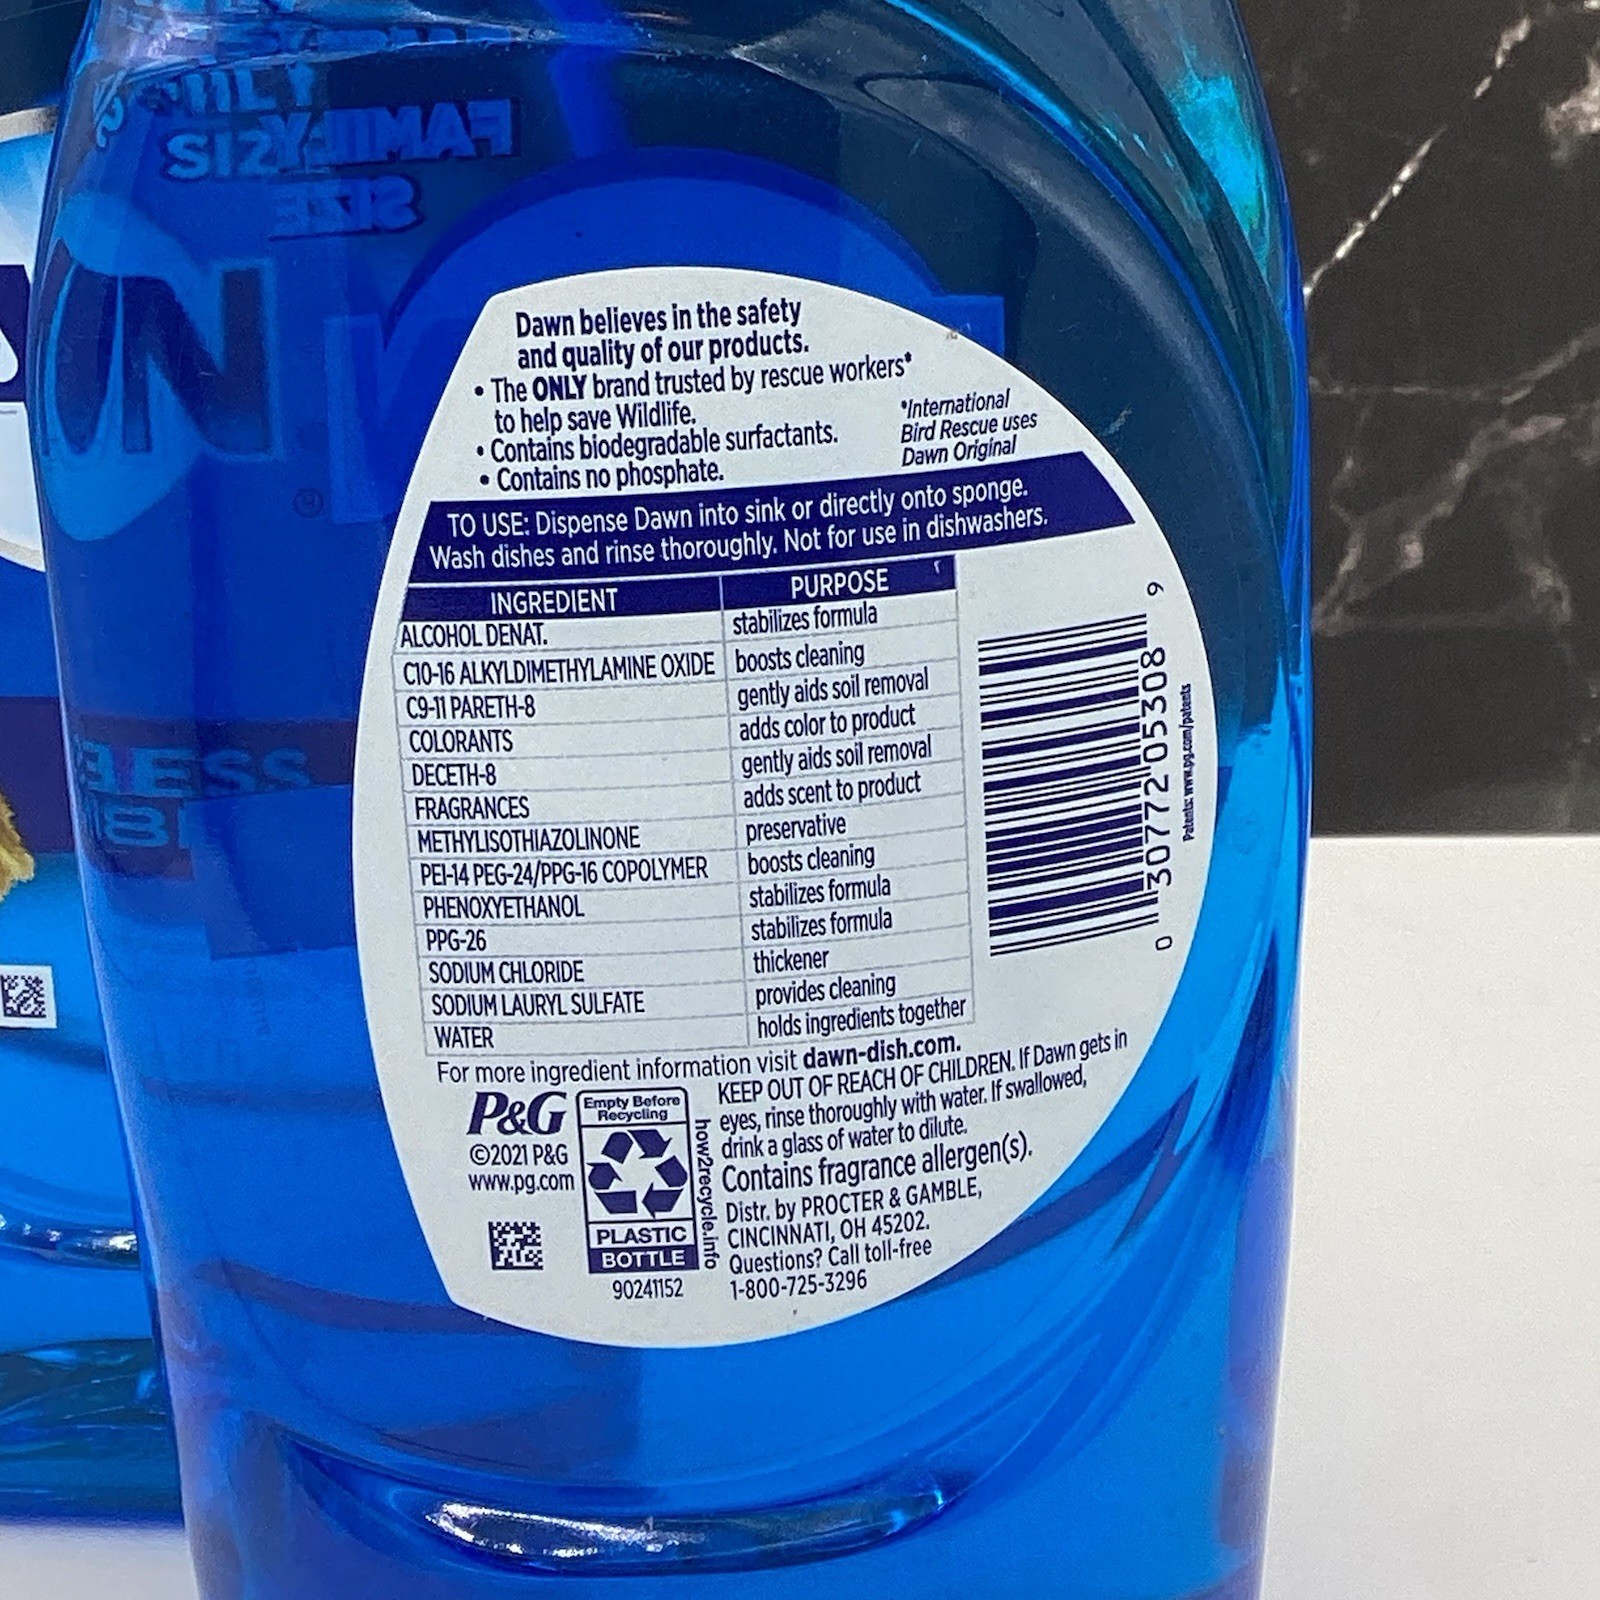 FAMILY
SIZE
Dawn believes in the safety
and quality of our products.
• The ONLY brand trusted by rescue workers*
to help save Wildlife.
• Contains biodegradable surfactants.
• Contains no phosphate.
*International
Bird Rescue uses
Dawn Original
TO USE: Dispense Dawn into sink or directly onto sponge.
Wash dishes and rinse thoroughly. Not for use in dishwashers.
INGREDIENT PURPOSE
ALCOHOL DENAT. stabilizes formula
C10-16 ALKYLDIMETHYLAMINE OXIDE boosts cleaning
C9-11 PARETH-8 gently aids soil removal
COLORANTS adds color to product
DECETH-8 gently aids soil removal
FRAGRANCES adds scent to product
METHYLISOTHIAZOLINONE preservative
PEI-14 PEG-24/PPG-16 COPOLYMER boosts cleaning
PHENOXYETHANOL stabilizes formula
PPG-26 stabilizes formula
SODIUM CHLORIDE thickener
SODIUM LAURYL SULFATE provides cleaning
WATER holds ingredients together
0 30772 05308 9
Patents: www.pg.com/patents
For more ingredient information visit dawn-dish.com.
KEEP OUT OF REACH OF CHILDREN. If Dawn gets in
eyes, rinse thoroughly with water. If swallowed,
drink a glass of water to dilute.
Contains fragrance allergen(s).
Distr. by PROCTER & GAMBLE,
CINCINNATI, OH 45202.
Questions? Call toll-free
1-800-725-3296
P&G
©2021 P&G
www.pg.com
Empty Before
Recycling
PLASTIC
BOTTLE
how2recycle.info
90241152